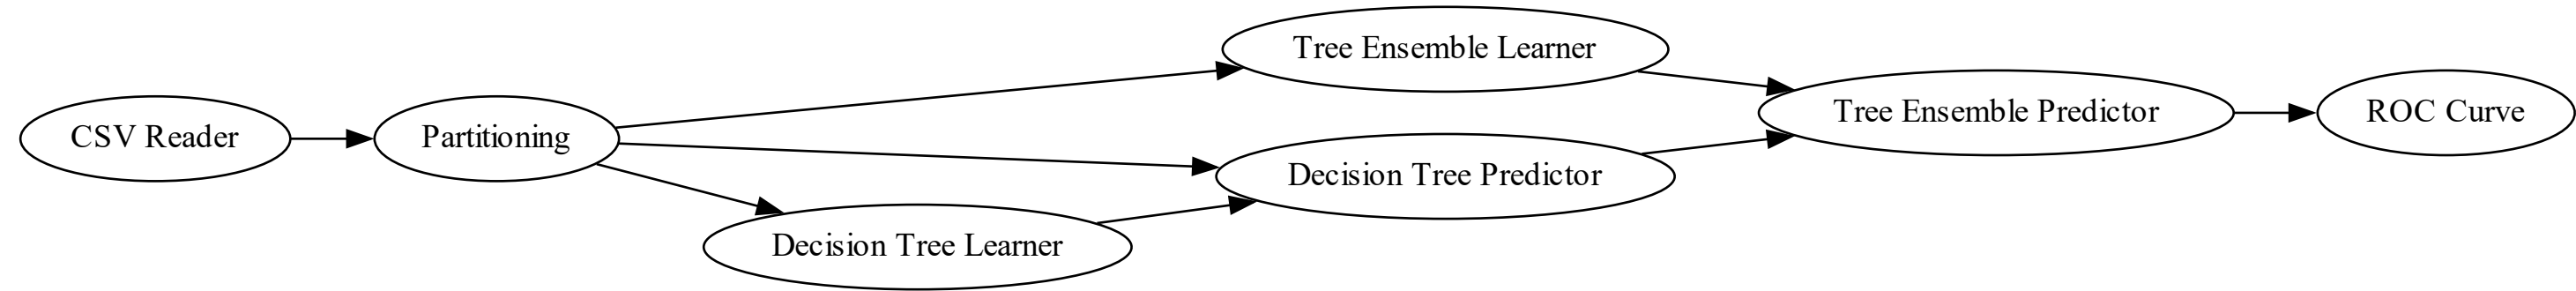 CSV Reader
Partitioning
Tree Ensemble Learner
Decision Tree Predictor
Decision Tree Learner
Tree Ensemble Predictor
ROC Curve